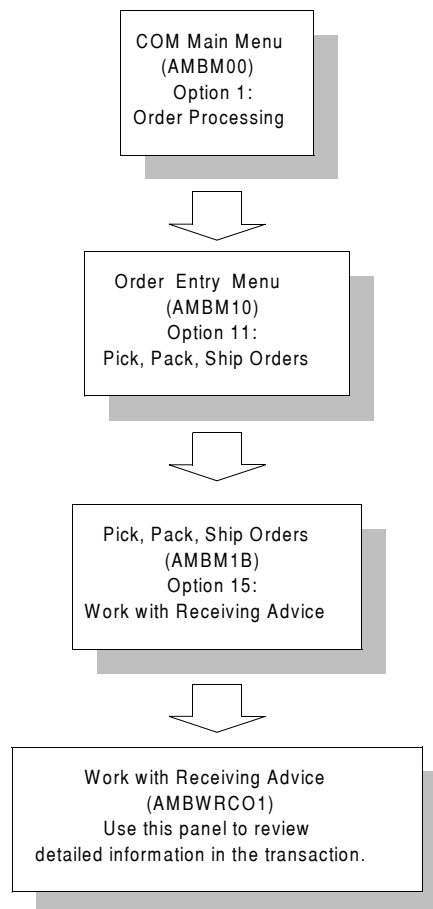 COM Main Menu
(AMBM00)
Option 1:
Order Processing
Order Entry Menu
(AMBM10)
Option 11:
Pick, Pack, Ship Orders
Pick, Pack, Ship Orders
(AMBM1B)
Option 15:
Work with Receiving Advice
Work with Receiving Advice
(AMBWRCO1)
Use this panel to review
detailed information in the transaction.